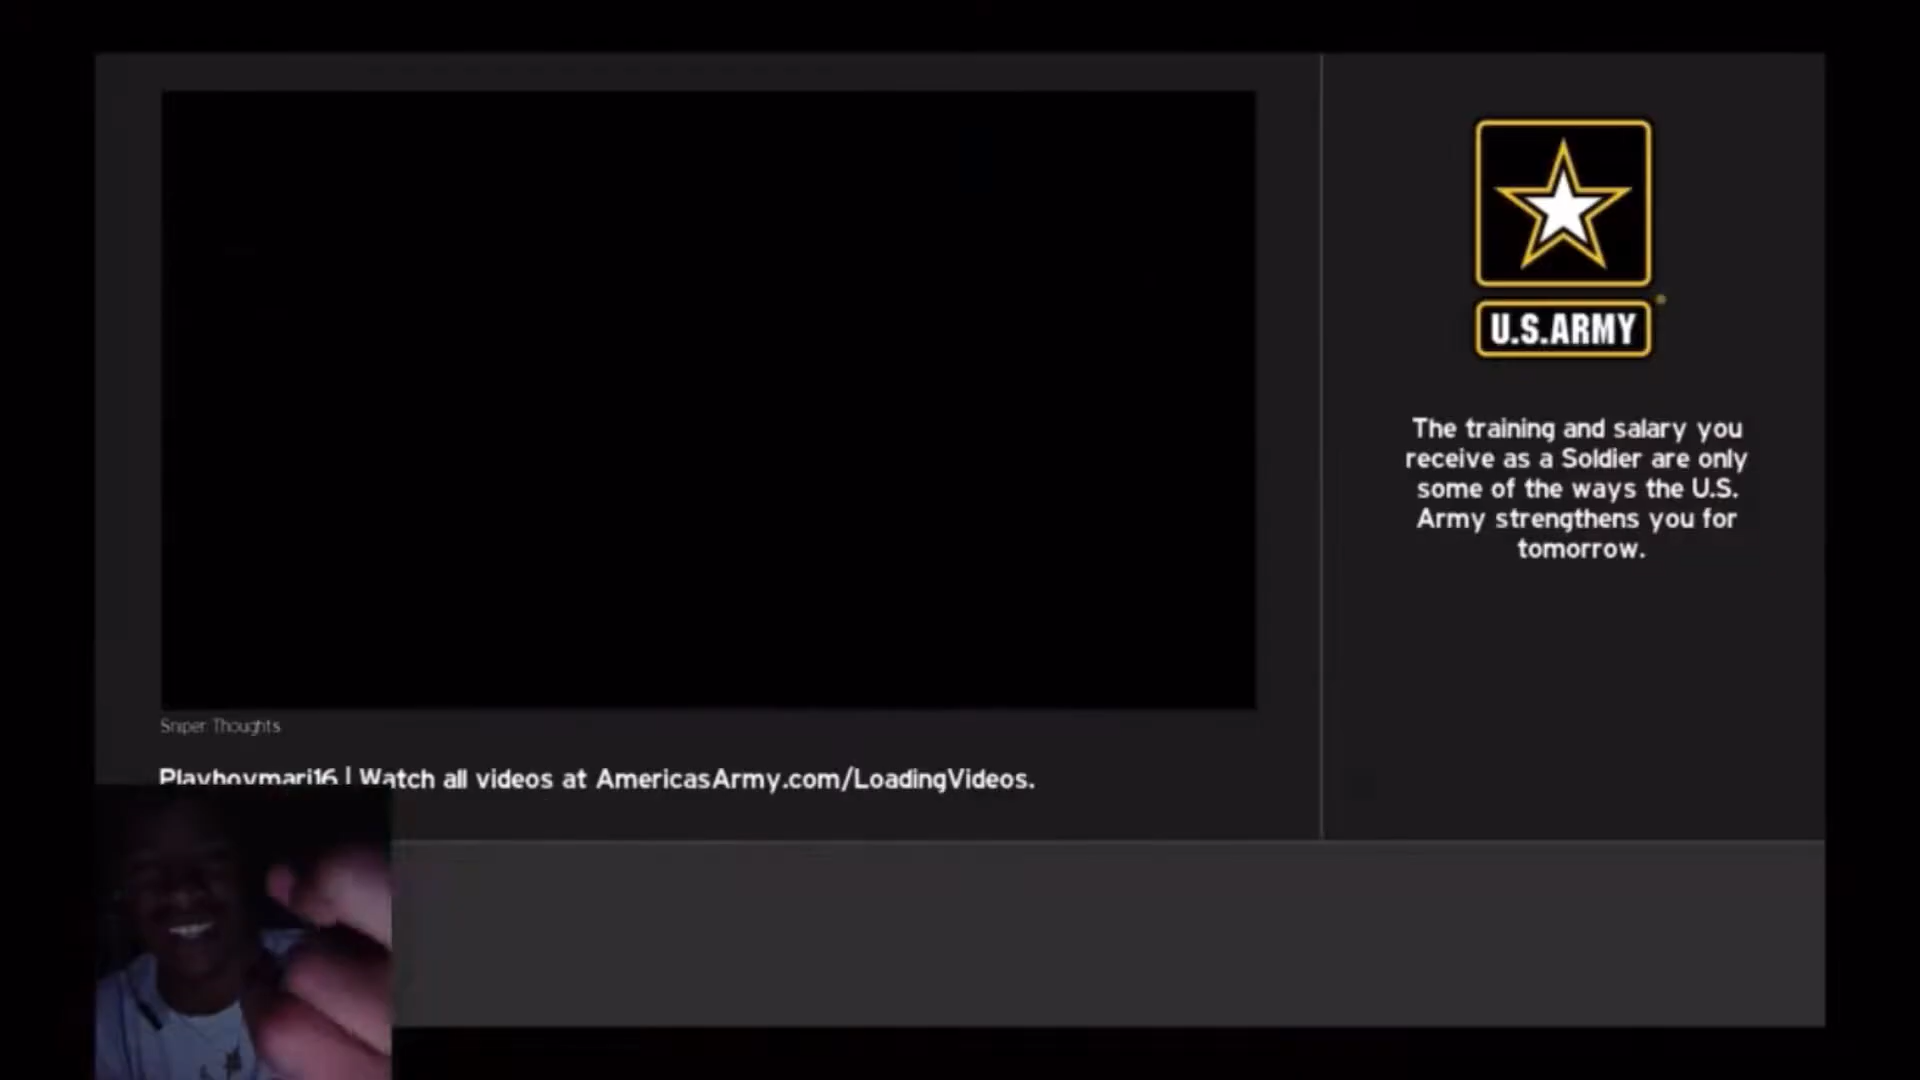 U.S.ARMY
The training and salary you
receive as a Soldier are only
some of the ways the U.S.
Army strengthens you for
tomorrow.
Sniper: Thoughts
Playboymari16 | Watch all videos at AmericasArmy.com/LoadingVideos.